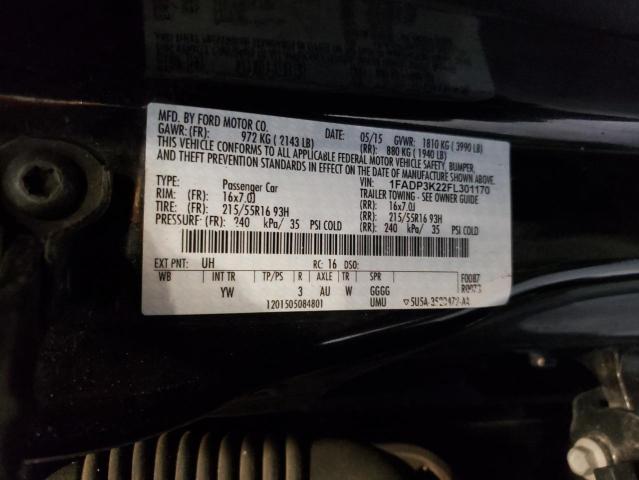 MFD. BY FORD MOTOR CO. 05/15 GVWR: 1810 KG ( 3990 LB)
GAWR: (FR): 972 KG ( 2143 LB) (RR): 880 KG ( 1940 LB)
THIS VEHICLE CONFORMS TO ALL APPLICABLE FEDERAL MOTOR VEHICLE SAFETY, BUMPER,
AND THEFT PREVENTION STANDARDS IN EFFECT ON THE DATE OF MANUFACTURE
VIN: 1FADP3K22FL301170
TYPE: Passenger Car TRAILER TOWING - SEE OWNER GUIDE
RIM: (FR): 16x7.0J (RR): 16x7.0J
TIRE: (FR): 215/55R16 93H (RR): 215/55R16 93H
PRESSURE: (FR): 240 kPa/ 35 PSI COLD (RR): 240 kPa/ 35 PSI COLD
EXT PNT: UH RC: 16 DSO: F0087
WB INT TR TP/PS R AXLE TR SPR
YW 3 AU W GGGG
1201505084801 UMU